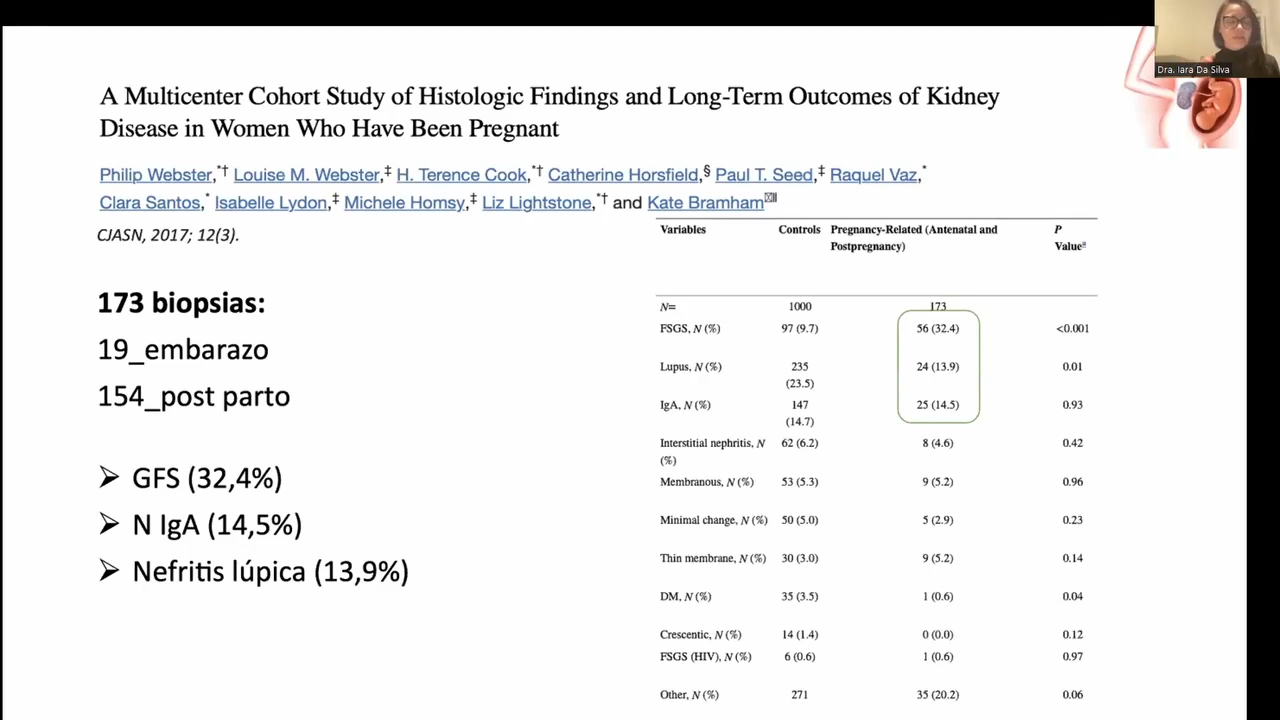 Dra. Iara Da Silva
A Multicenter Cohort Study of Histologic Findings and Long-Term Outcomes of Kidney
Disease in Women Who Have Been Pregnant
Philip Webster,*† Louise M. Webster,‡ H. Terence Cook,*† Catherine Horsfield,§ Paul T. Seed,‡ Raquel Vaz,*
Clara Santos,* Isabelle Lydon,‡ Michele Homsy,‡ Liz Lightstone,*† and Kate Bramham
CJASN, 2017; 12(3).
173 biopsias:
19_embarazo
154_post parto
➢ GFS (32,4%)
➢ N IgA (14,5%)
➢ Nefritis lúpica (13,9%)
Variables Controls Pregnancy-Related (Antenatal and P
Postpregnancy) Valueª
N= 1000 173
FSGS, N (%) 97 (9.7) 56 (32.4) <0.001
Lupus, N (%) 235 24 (13.9) 0.01
(23.5)
IgA, N (%) 147 25 (14.5) 0.93
(14.7)
Interstitial nephritis, N 62 (6.2) 8 (4.6) 0.42
(%)
Membranous, N (%) 53 (5.3) 9 (5.2) 0.96
Minimal change, N (%) 50 (5.0) 5 (2.9) 0.23
Thin membrane, N (%) 30 (3.0) 9 (5.2) 0.14
DM, N (%) 35 (3.5) 1 (0.6) 0.04
Crescentic, N (%) 14 (1.4) 0 (0.0) 0.12
FSGS (HIV), N (%) 6 (0.6) 1 (0.6) 0.97
Other, N (%) 271 35 (20.2) 0.06